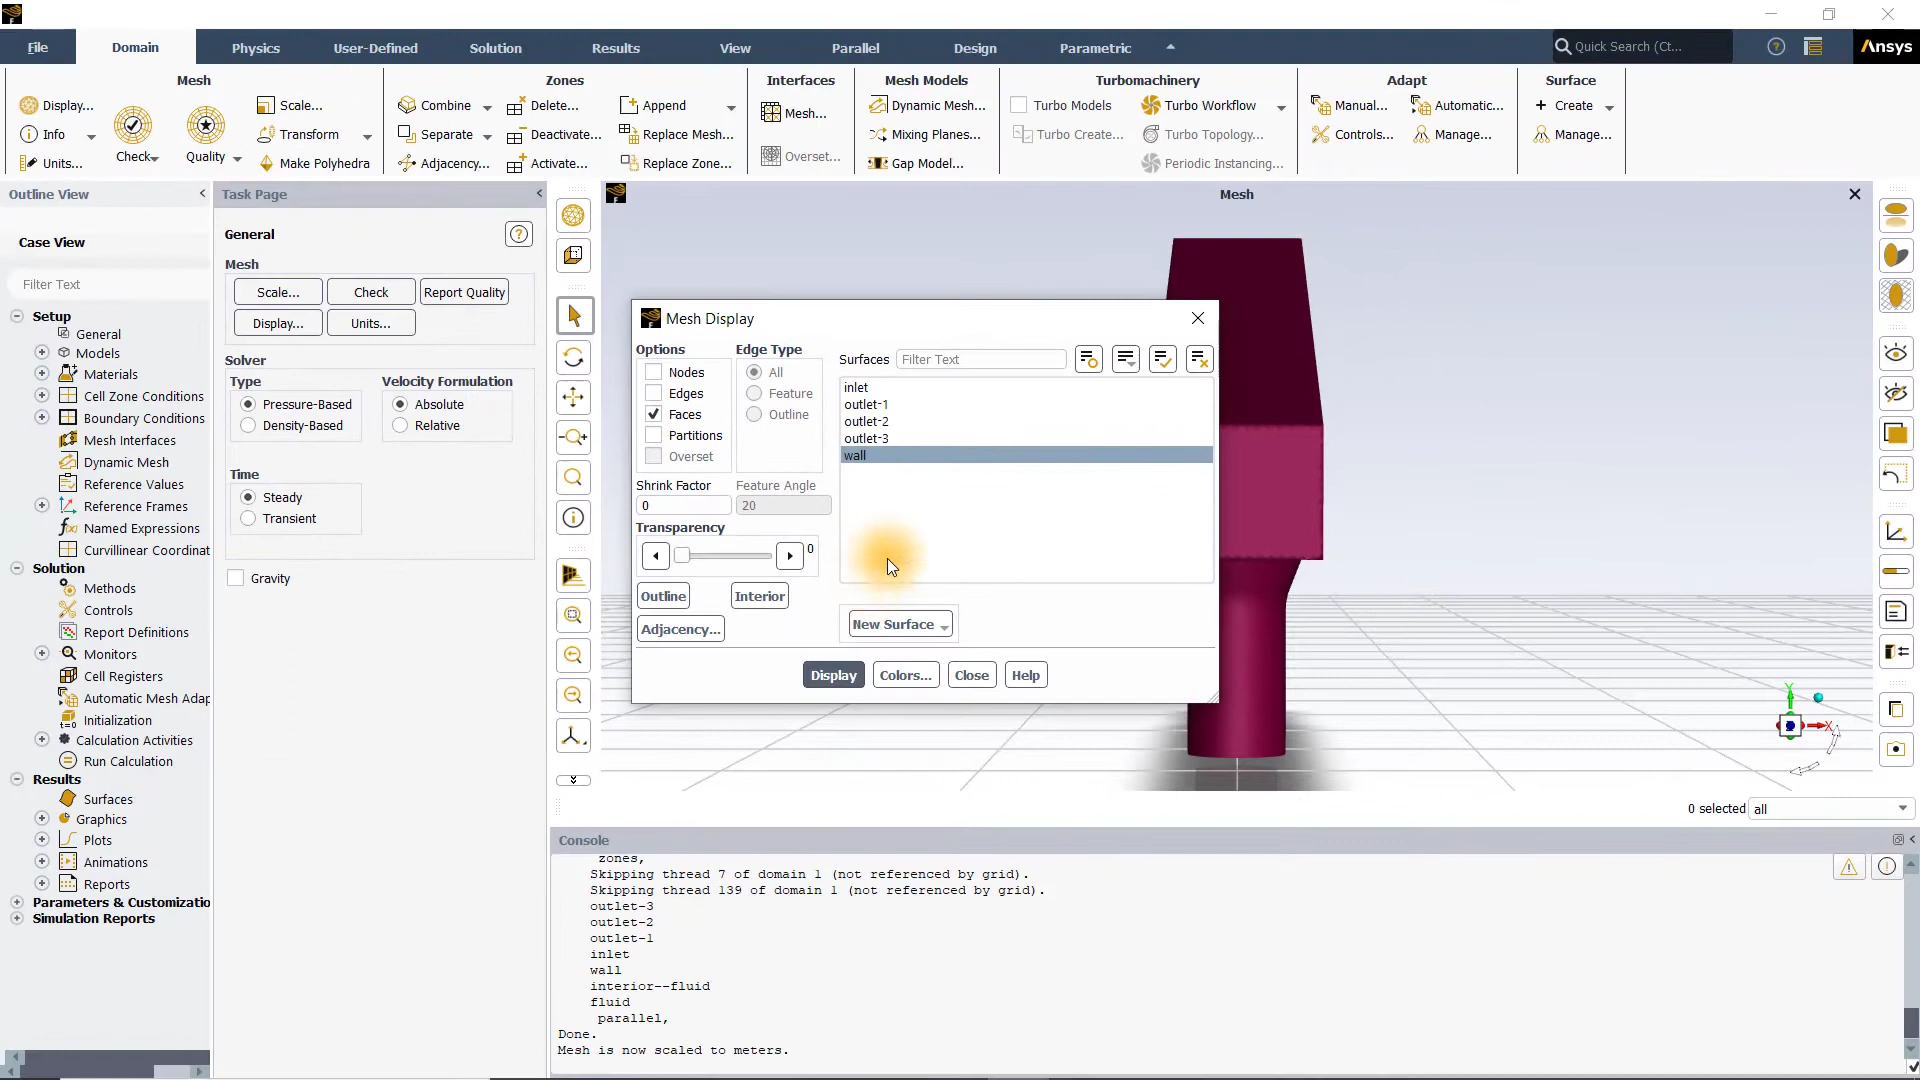 File Domain Physics User-Defined Solution Results View Parallel Design Parametric Quick Search (Ct... Ansys
Mesh Zones Interfaces Mesh Models Turbomachinery Adapt Surface
Display... Scale... Combine Delete... Append Mesh... Dynamic Mesh... Turbo Models Turbo Workflow Manual... Automatic... Create
Info Transform Separate Deactivate... Replace Mesh... Mixing Planes... Turbo Create... Turbo Topology... Controls... Manage... Manage...
Units... Check Quality Make Polyhedra Adjacency... Activate... Replace Zone... Overset... Gap Model... Periodic Instancing...
Outline View
Case View
Filter Text
Setup
General
Models
Materials
Cell Zone Conditions
Boundary Conditions
Mesh Interfaces
Dynamic Mesh
Reference Values
Reference Frames
Named Expressions
Curvillinear Coordinat
Solution
Methods
Controls
Report Definitions
Monitors
Cell Registers
Automatic Mesh Adap
Initialization
Calculation Activities
Run Calculation
Results
Surfaces
Graphics
Plots
Animations
Reports
Parameters & Customizatio
Simulation Reports
Task Page
General
Mesh
Scale... Check Report Quality
Display... Units...
Solver
Type Velocity Formulation
Pressure-Based Absolute
Density-Based Relative
Time
Steady
Transient
Gravity
Mesh
Mesh Display
Options Edge Type Surfaces Filter Text
Nodes All
Edges Feature
Faces Outline
Partitions
Overset
inlet
outlet-1
outlet-2
outlet-3
wall
Shrink Factor Feature Angle
0 20
Transparency
0
Outline Interior
Adjacency... New Surface
Display Colors... Close Help
Y
X
0 selected all
Console
zones,
Skipping thread 7 of domain 1 (not referenced by grid).
Skipping thread 139 of domain 1 (not referenced by grid).
outlet-3
outlet-2
outlet-1
inlet
wall
interior--fluid
fluid
parallel,
Done.
Mesh is now scaled to meters.